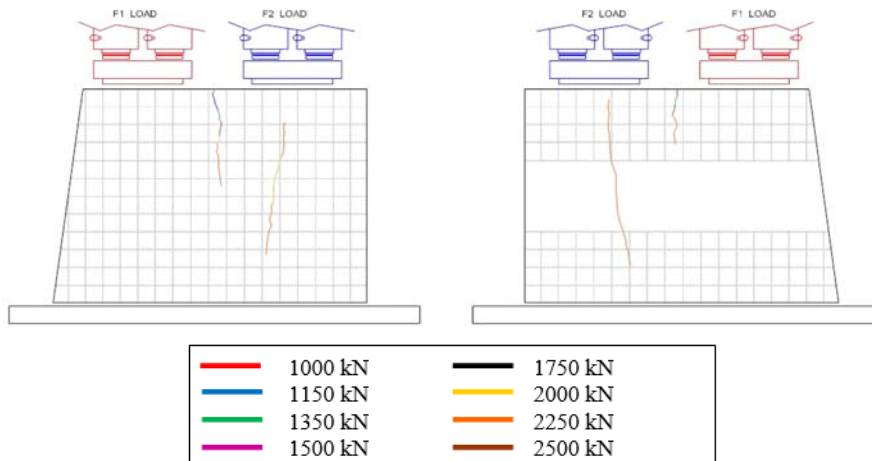 F1 LOAD
F2 LOAD
F2 LOAD
F1 LOAD
1000 kN
1750 kN
1150 kN
2000 kN
1350 kN
2250 kN
1500 kN
2500 kN